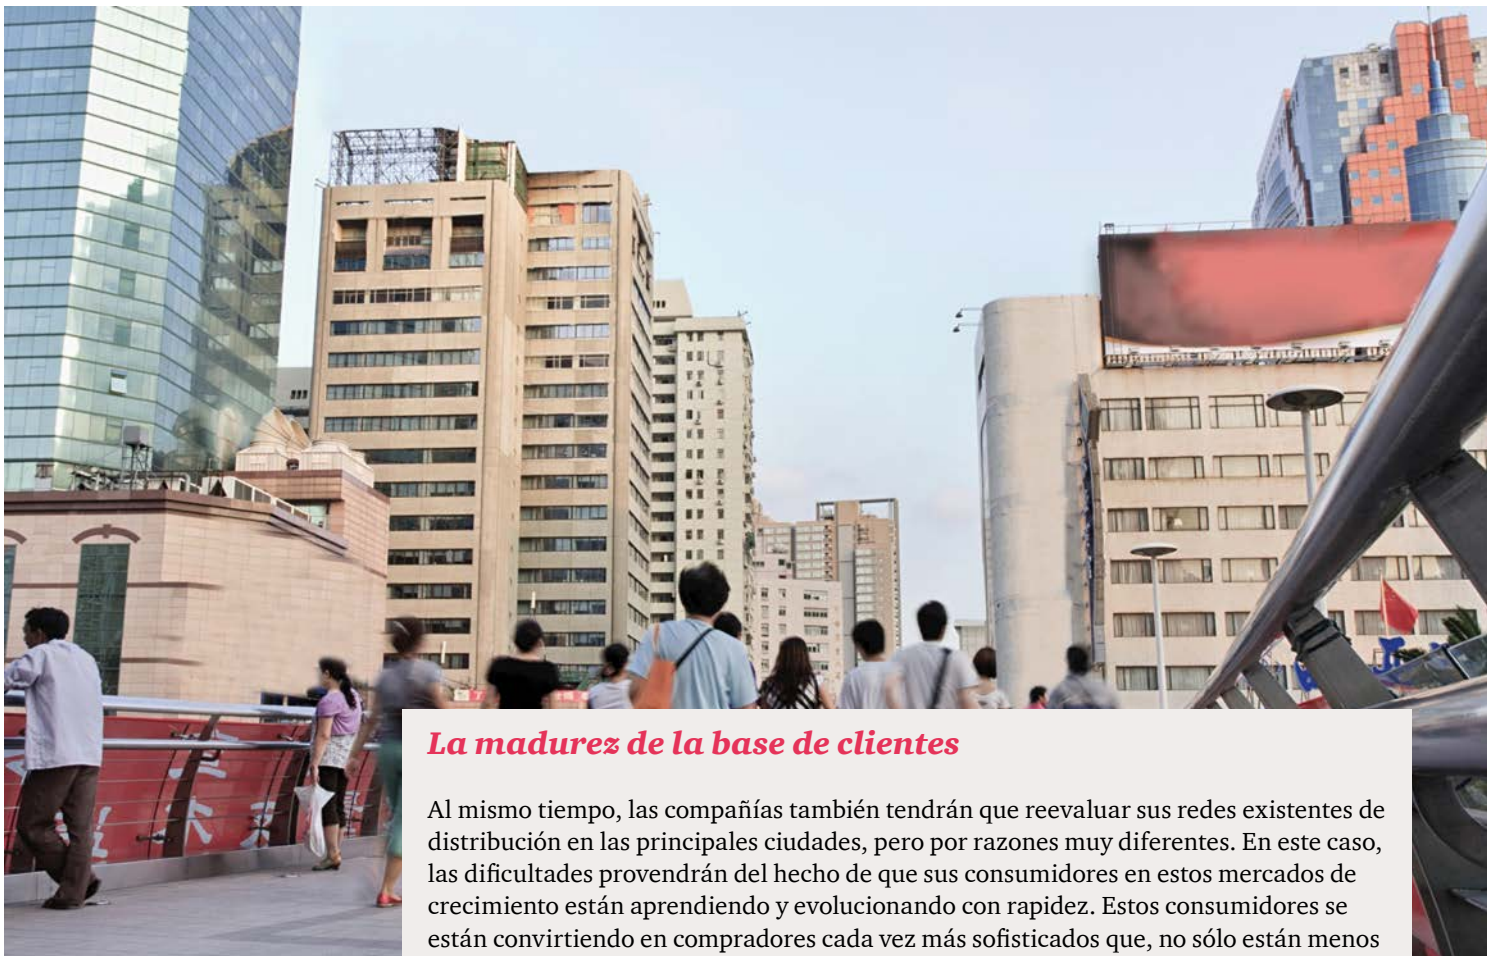 La madurez de la base de clientes
Al mismo tiempo, las compañías también tendrán que reevaluar sus redes existentes de
distribución en las principales ciudades, pero por razones muy diferentes. En este caso,
las dificultades provendrán del hecho de que sus consumidores en estos mercados de
crecimiento están aprendiendo y evolucionando con rapidez. Estos consumidores se
están convirtiendo en compradores cada vez más sofisticados que, no sólo están menos